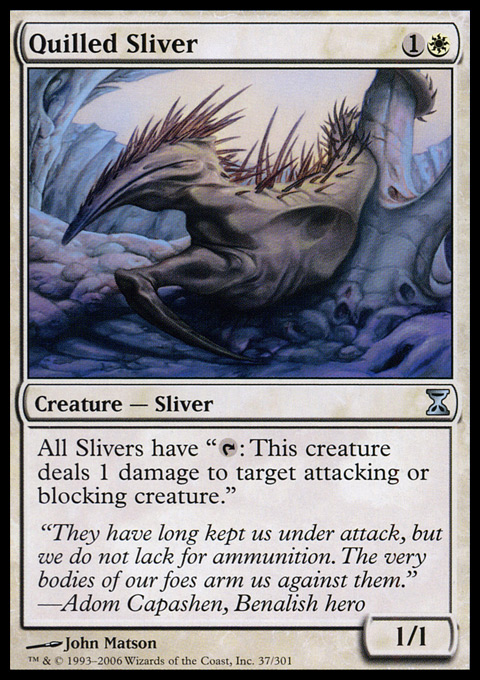 Quilled Sliver 1
Creature — Sliver
All Slivers have “: This creature
deals 1 damage to target attacking or
blocking creature.”
“They have long kept us under attack, but
we do not lack for ammunition. The very
bodies of our foes arm us against them.”
—Adom Capashen, Benalish hero
John Matson
1/1
™ & © 1993–2006 Wizards of the Coast, Inc. 37/301